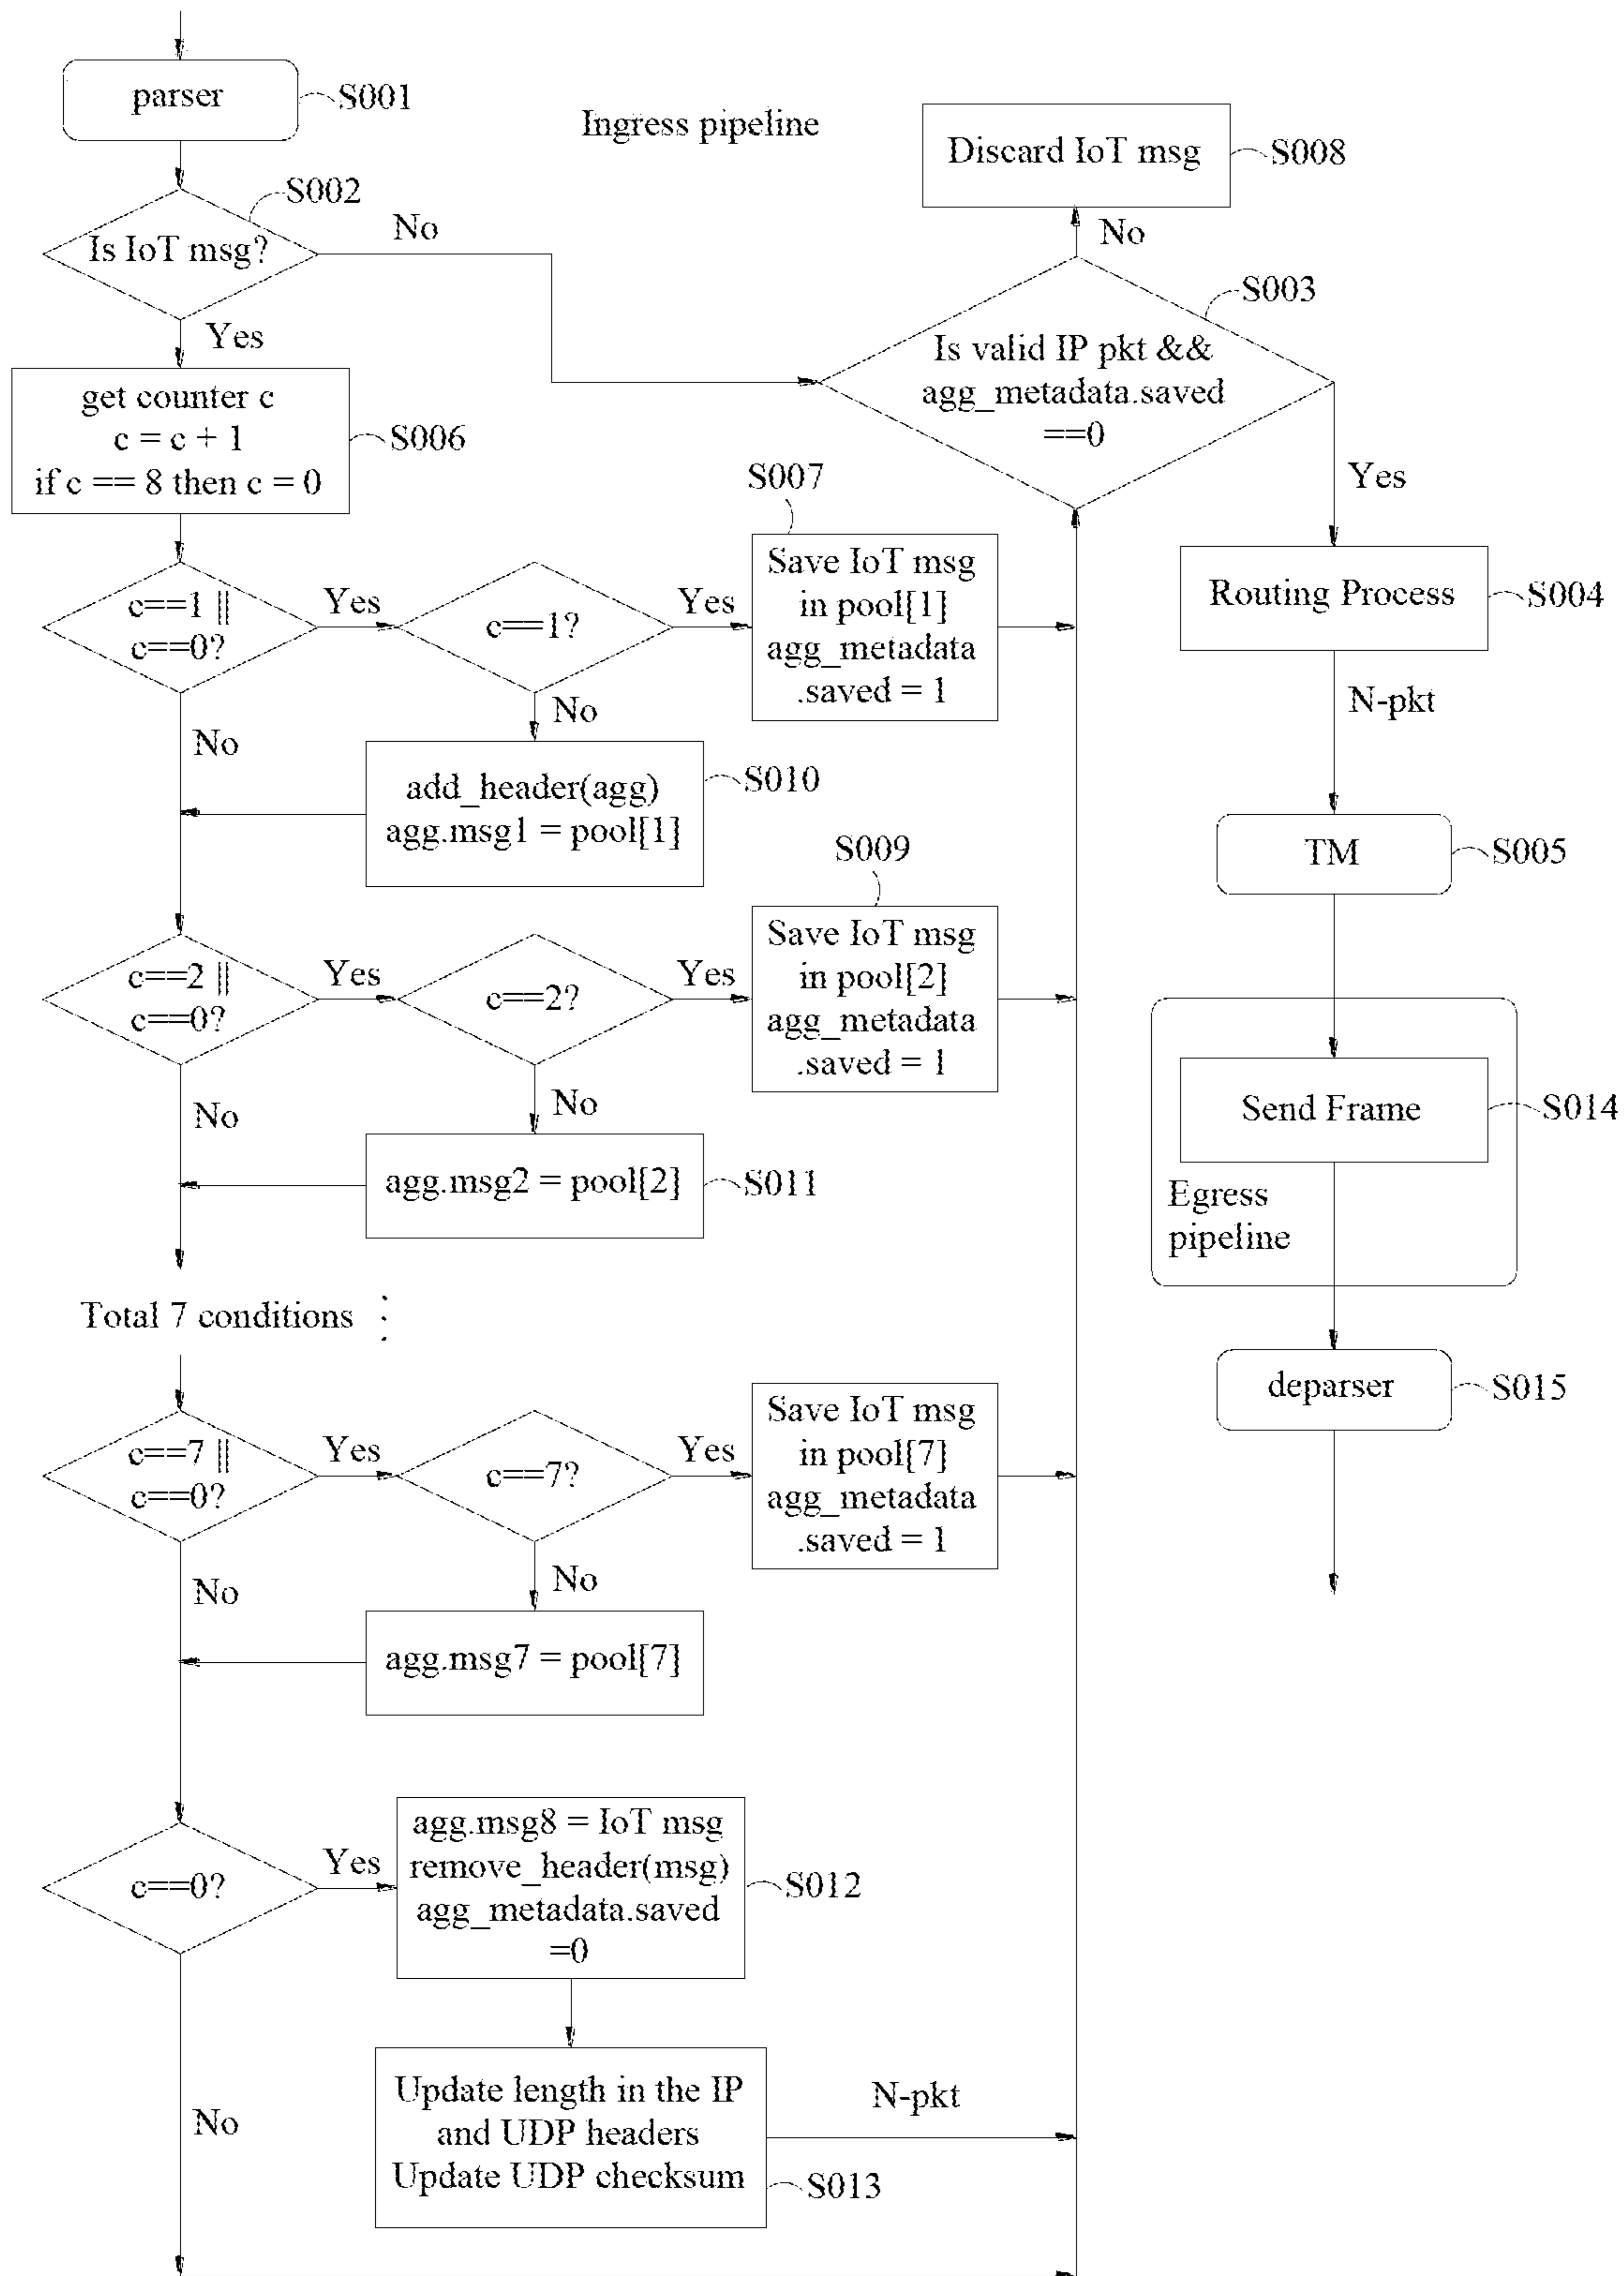 parser
S001
Ingress pipeline
Discard IoT msg
S008
S002
Is IoT msg?
No
No
S003
Is valid IP pkt &&
agg_metadata.saved
==0
Yes
Yes
get counter c
c = c + 1
if c == 8 then c = 0
S006
S007
c==1 ||
c==0?
Yes
c==1?
Yes
Save IoT msg
in pool[1]
agg_metadata
.saved = 1
Routing Process
S004
No
No
N-pkt
add_header(agg)
agg.msg1 = pool[1]
S010
TM
S005
S009
c==2 ||
c==0?
Yes
c==2?
Yes
Save IoT msg
in pool[2]
agg_metadata
.saved = 1
No
No
Send Frame
S014
agg.msg2 = pool[2]
S011
Egress
pipeline
Total 7 conditions
deparser
S015
c==7 ||
c==0?
Yes
c==7?
Yes
Save IoT msg
in pool[7]
agg_metadata
.saved = 1
No
No
agg.msg7 = pool[7]
c==0?
Yes
agg.msg8 = IoT msg
remove_header(msg)
agg_metadata.saved
=0
S012
No
Update length in the IP
and UDP headers
Update UDP checksum
N-pkt
S013